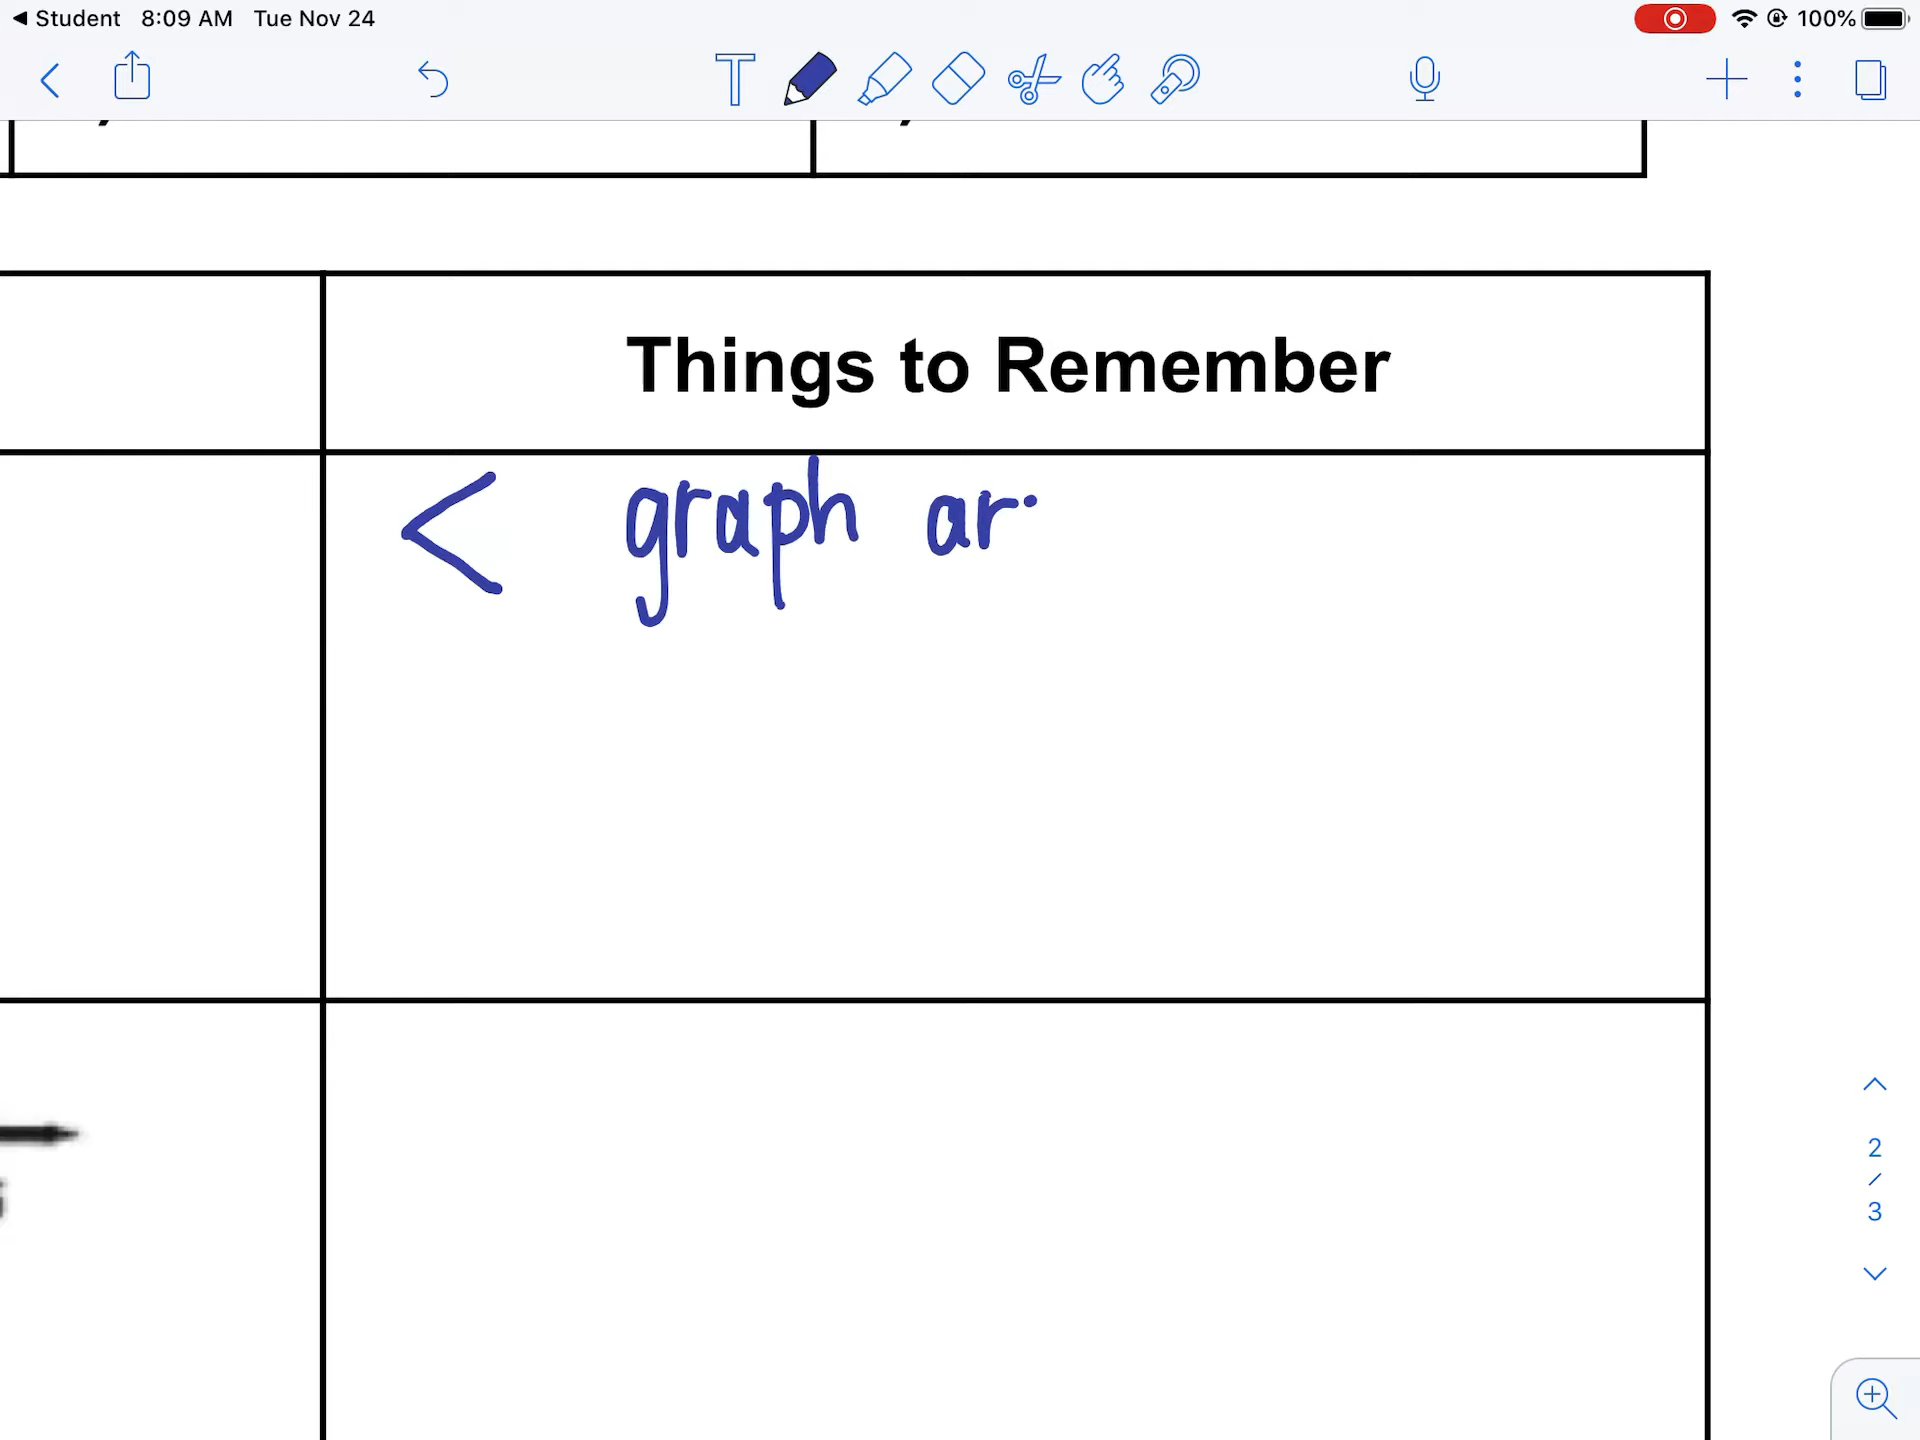 ◀ Student 8:09 AM Tue Nov 24 100%
T
Things to Remember
< graph ar
2
/
3